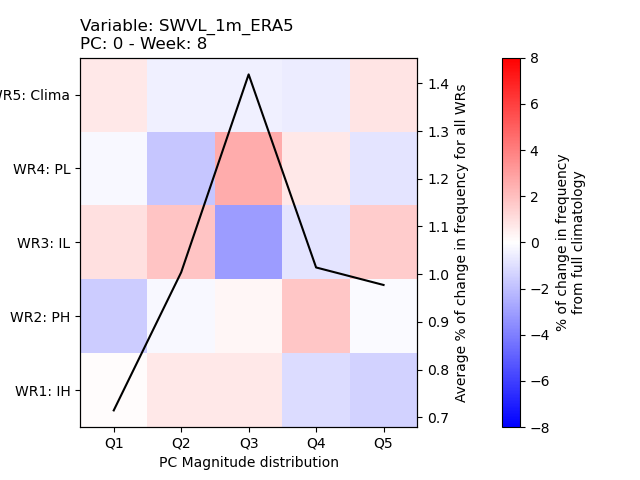 Variable: SWVL_1m_ERA5
PC: 0 - Week: 8
WR5: Clima
WR4: PL
WR3: IL
WR2: PH
WR1: IH
Q1 Q2 Q3 Q4 Q5
PC Magnitude distribution
1.4
1.3
1.2
1.1
1.0
0.9
0.8
0.7
Average % of change in frequency for all WRs
8
6
4
2
0
−2
−4
−6
−8
% of change in frequency
from full climatology